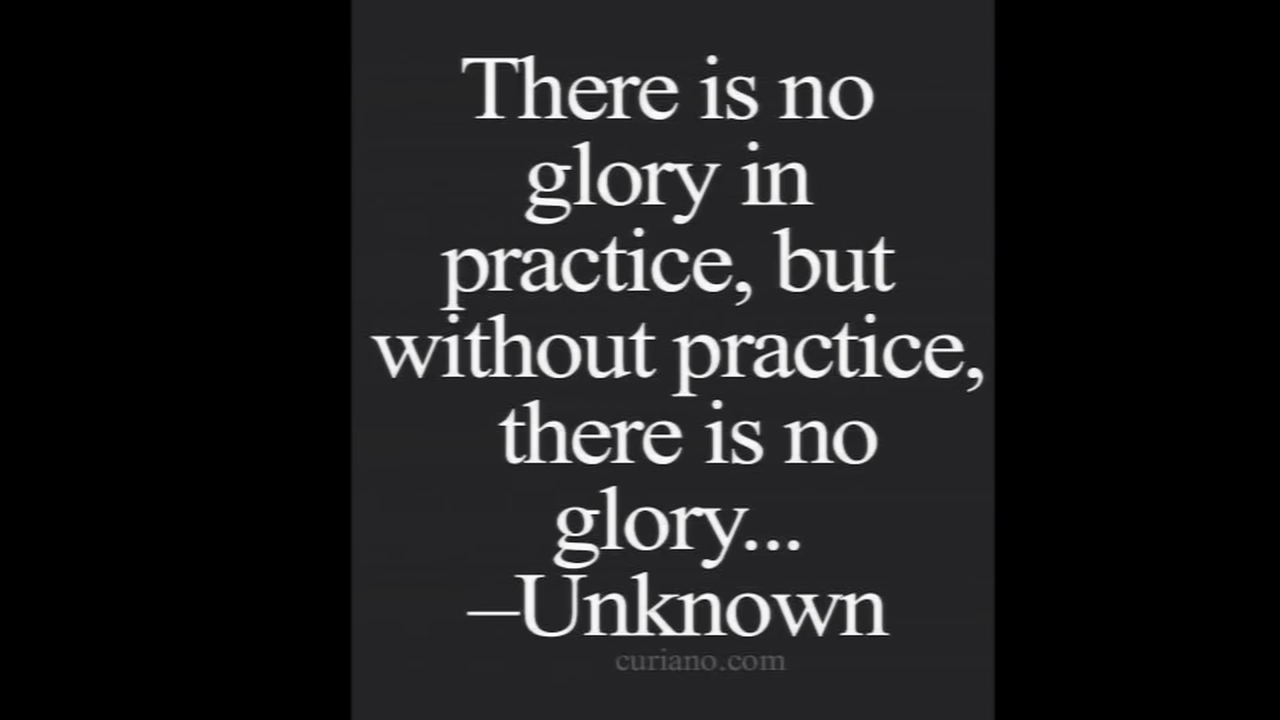 There is no
glory in
practice, but
without practice,
there is no
glory...
–Unknown
curiano.com